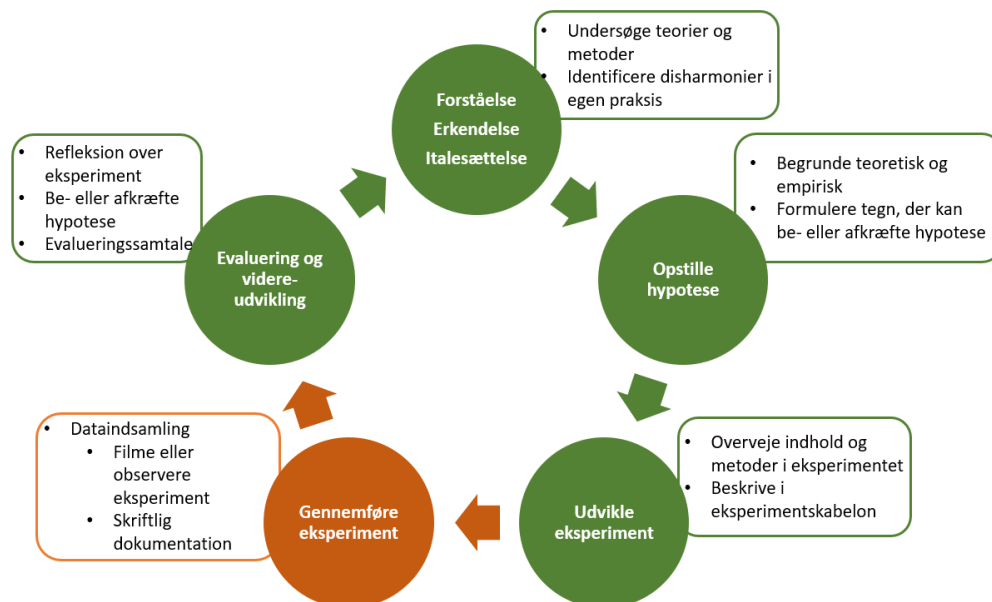 Forståelse
Erkendelse
Italesættelse
• Undersøge teorier og
metoder
• Identificere disharmonier i
egen praksis
Opstille
hypotese
• Begrunde teoretisk og
empirisk
• Formulere tegn, der kan
be- eller afkræfte hypotese
Udvikle
eksperiment
• Overveje indhold og
metoder i eksperimentet
• Beskrive i
eksperimentskabelon
Gennemføre
eksperiment
• Dataindsamling
• Filme eller
observere
eksperiment
• Skriftlig
dokumentation
Evaluering og
videre-
udvikling
• Refleksion over
eksperiment
• Be- eller afkræfte
hypotese
• Evalueringssamtale